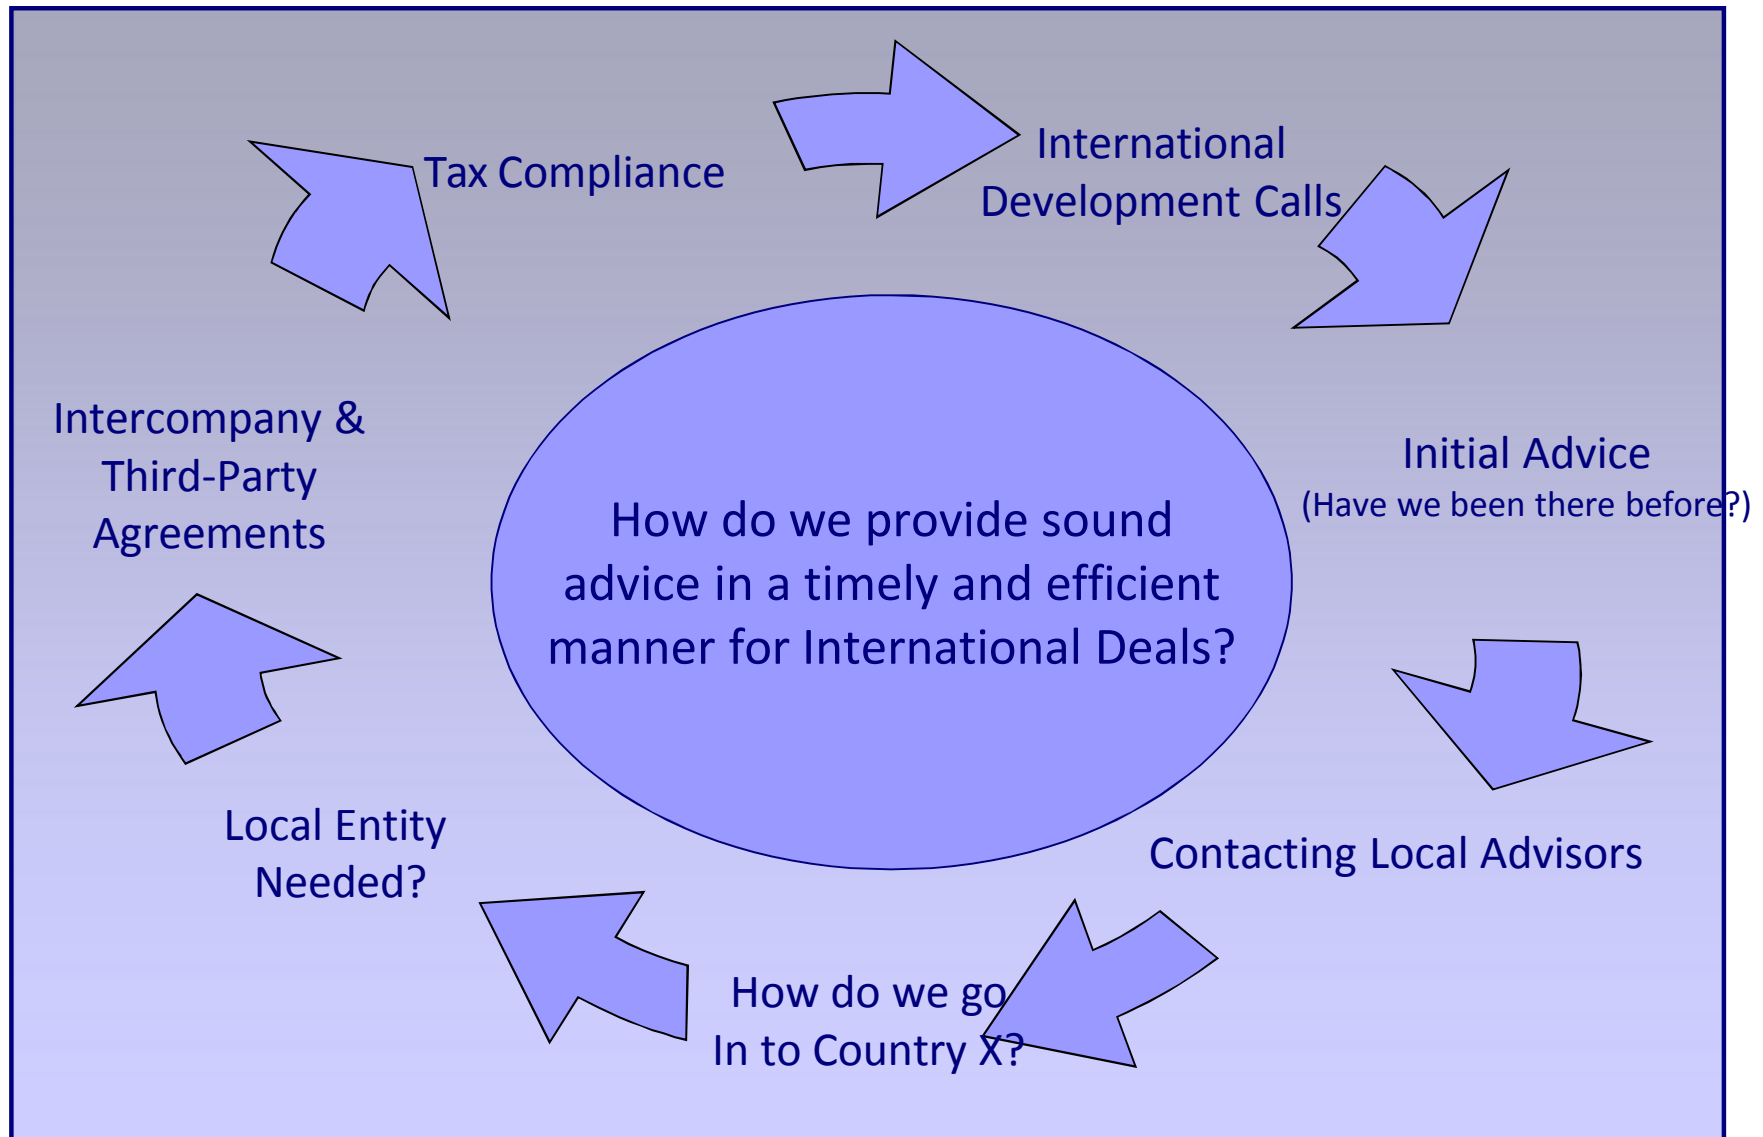 Tax Compliance
International
Development Calls
Intercompany &
Third-Party
Agreements
Initial Advice
(Have we been there before?)
How do we provide sound
advice in a timely and efficient
manner for International Deals?
Local Entity
Needed?
Contacting Local Advisors
How do we go
In to Country X?